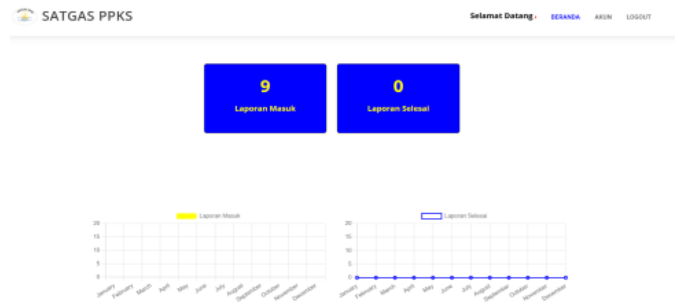 SATGAS PPKS
Selamat Datang, BERANDA AKUN LOGOUT
9
Laporan Masuk
0
Laporan Selesai
Laporan Masuk
20
15
10
5
0
January February March April May June July August September October November December
Laporan Selesai
20
15
10
5
0
January February March April May June July August September October November December